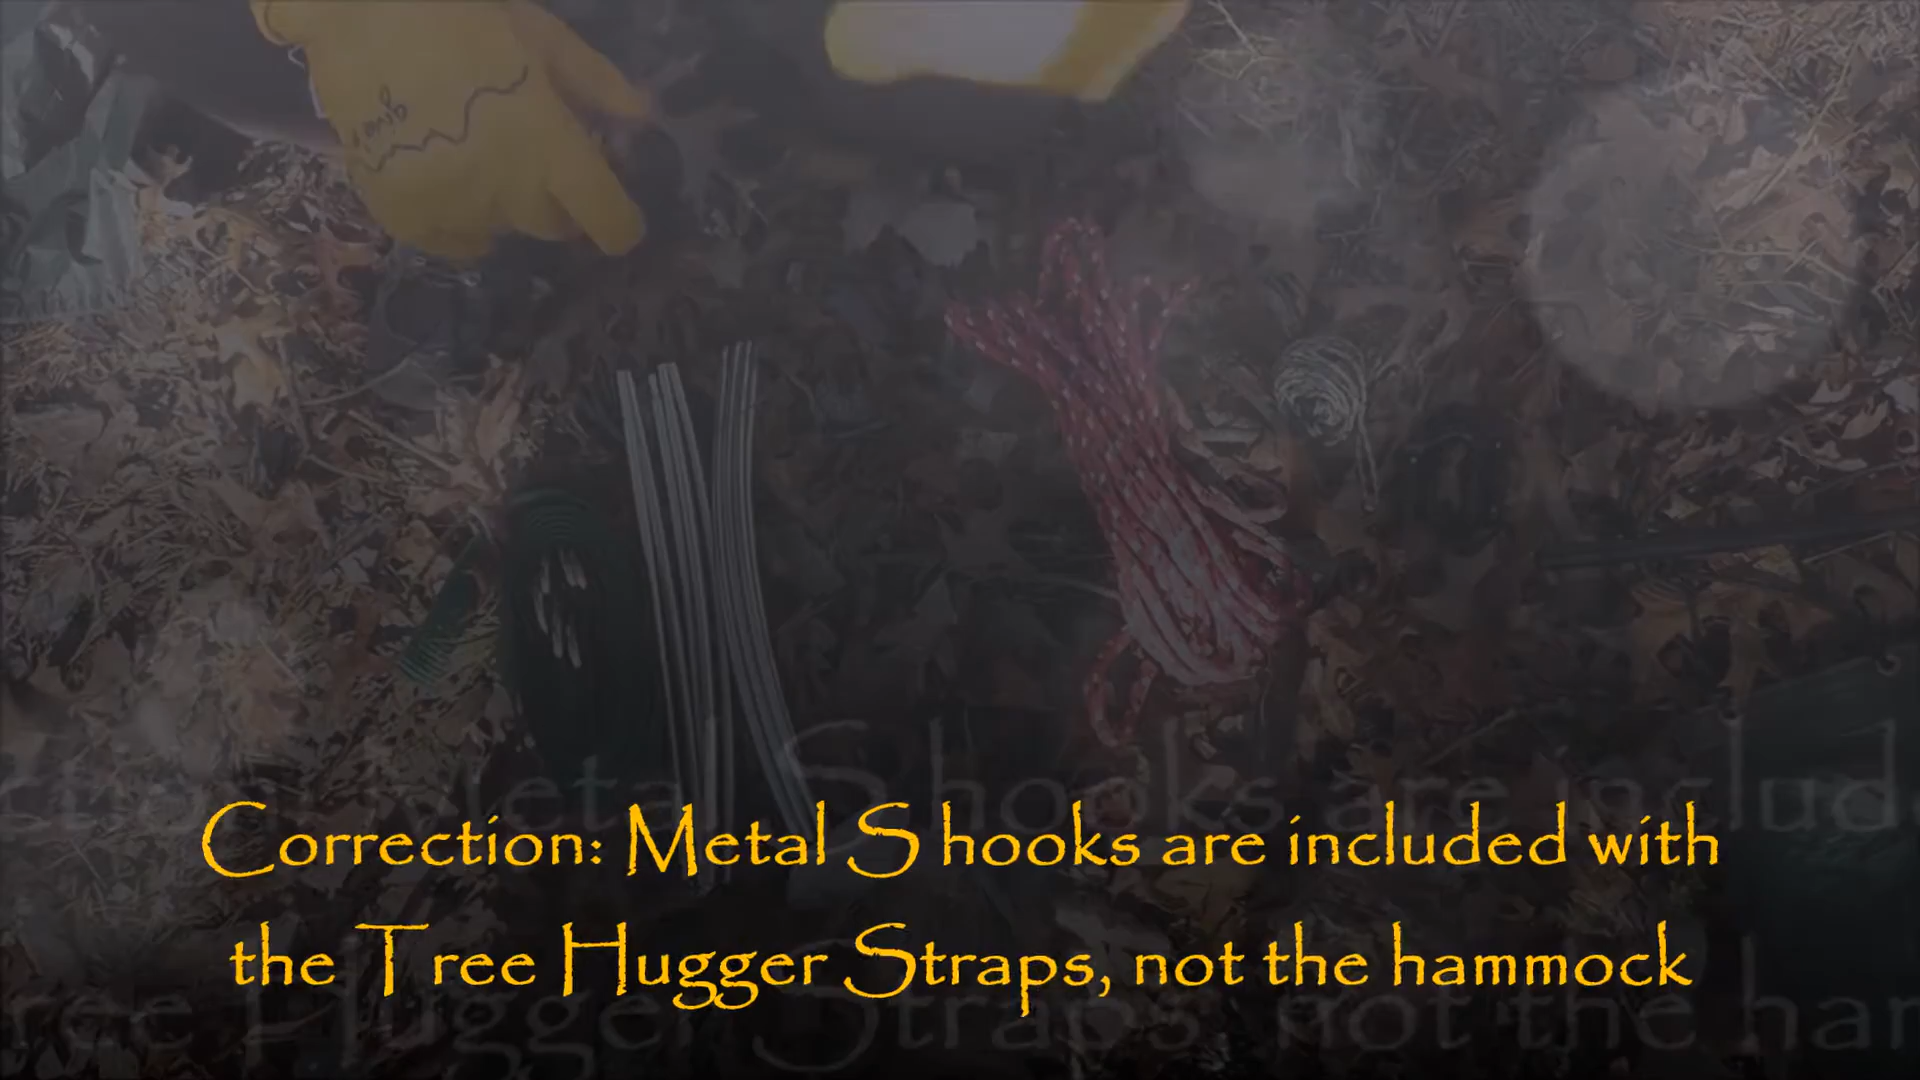 Correction: Metal S hooks are included with
the Tree Hugger Straps, not the hammock